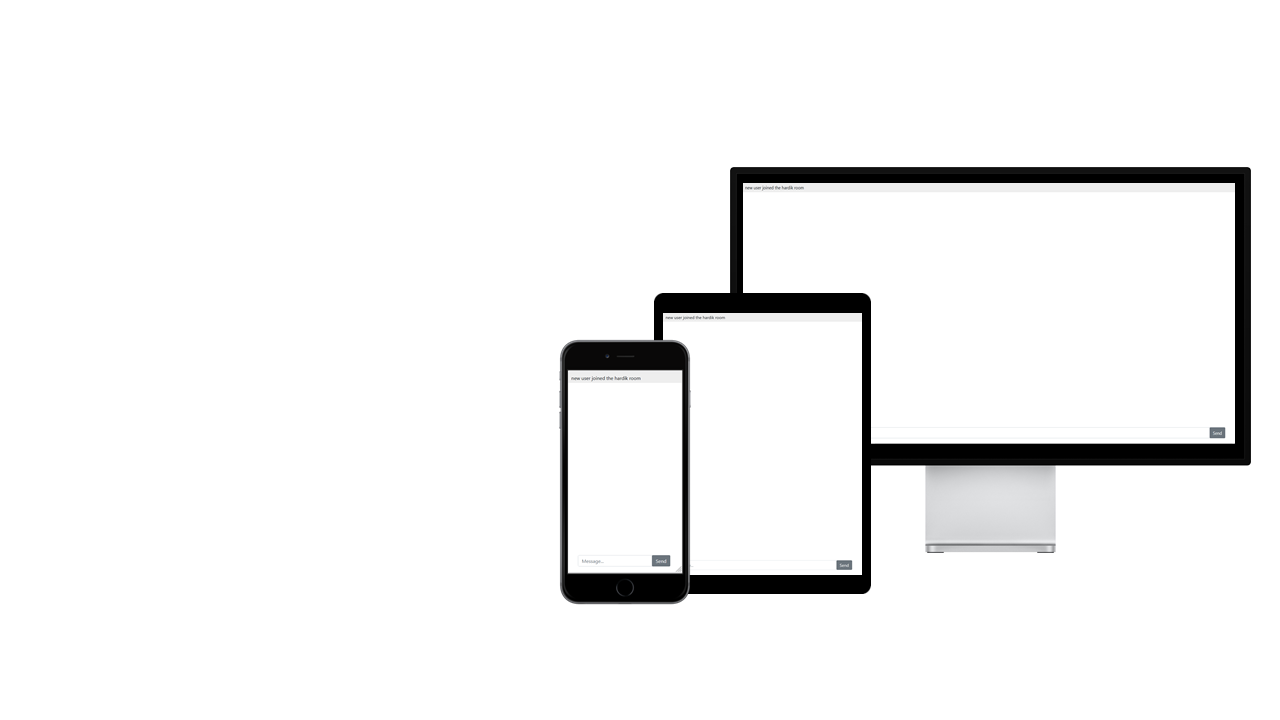 new user joined the hardik room
Send
new user joined the hardik room
Send
new user joined the hardik room
Message...
Send